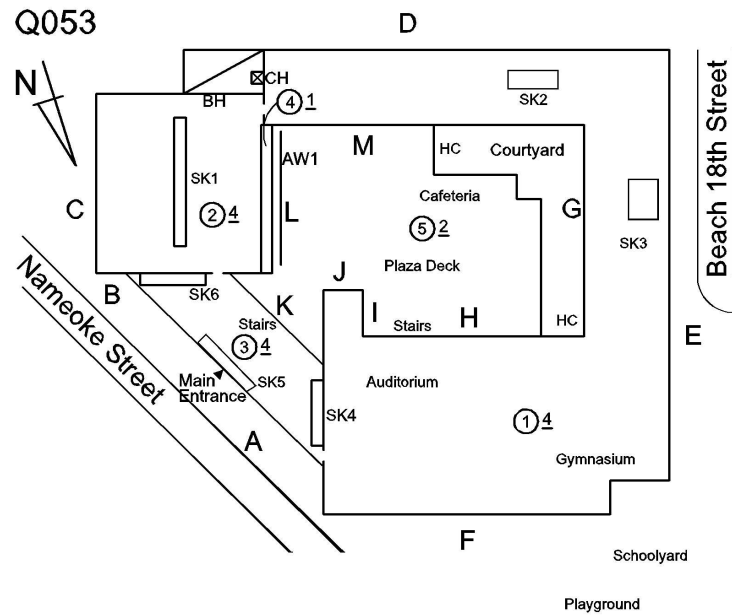 Q053
D
N
CH
BH
④ 1
SK2
Beach 18th Street
AW1
M
HC
Courtyard
C
SK1
② 4
L
Cafeteria
G
⑤ 2
SK3
Plaza Deck
J
B
SK6
K
I
Stairs
H
HC
E
Nameoke Street
Stairs
③ 4
Main
Entrance
SK5
Auditorium
SK4
A
① 4
Gymnasium
F
Schoolyard
Playground